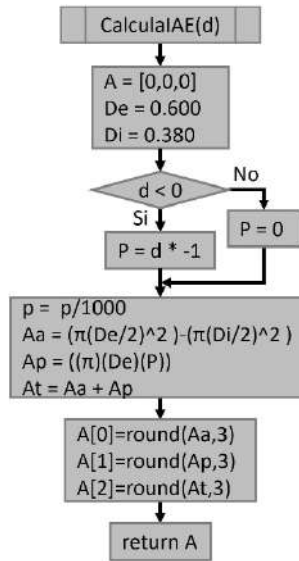 CalculaIAE(d)
A = [0,0,0]
De = 0.600
Di = 0.380
d < 0
No
Si
P = 0
P = d * -1
p = p/1000
Aa = (π(De/2)^2 )-(π(Di/2)^2 )
Ap = ((π)(De)(P))
At = Aa + Ap
A[0]=round(Aa,3)
A[1]=round(Ap,3)
A[2]=round(At,3)
return A